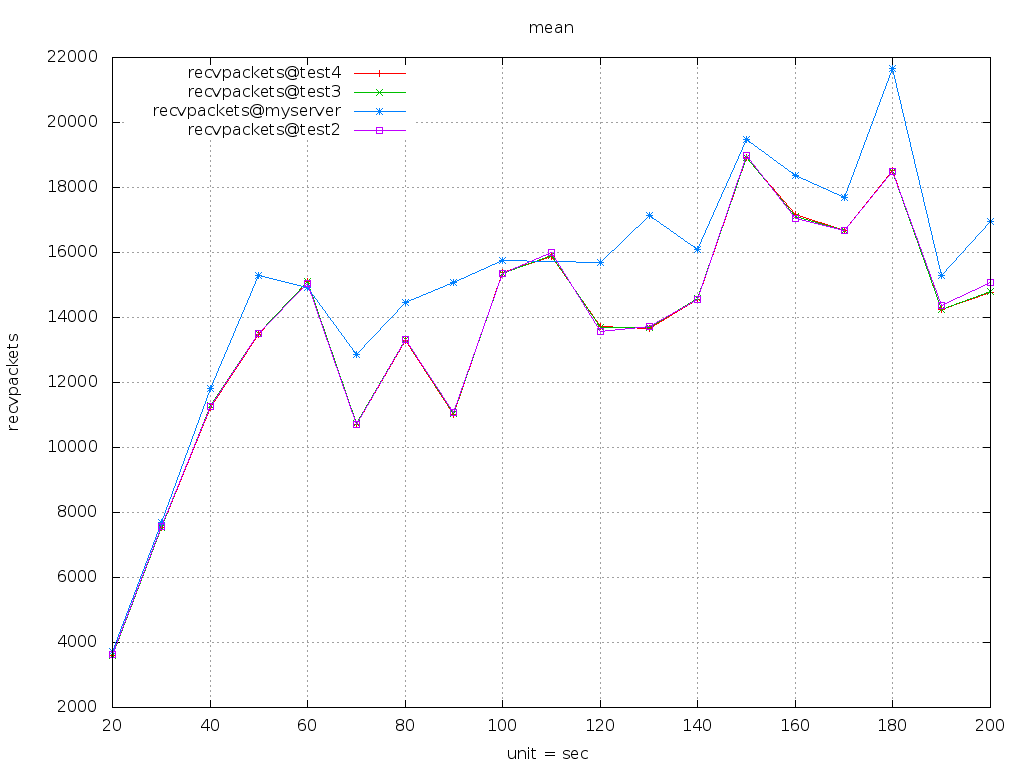 mean
22000
20000
18000
16000
14000
12000
10000
8000
6000
4000
2000
recvpackets
recvpackets@test4
recvpackets@test3
recvpackets@myserver
recvpackets@test2
20 40 60 80 100 120 140 160 180 200
unit = sec